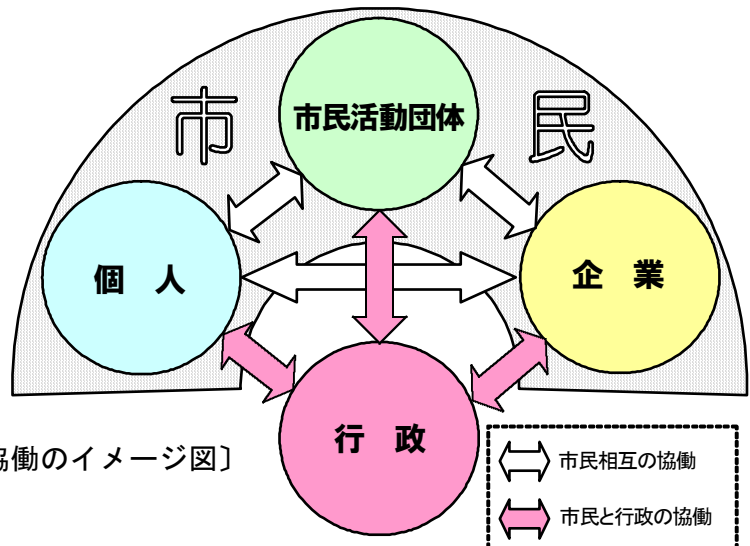 市民
市民活動団体
個人
企業
行政
働のイメージ図〕
市民相互の協働
市民と行政の協働